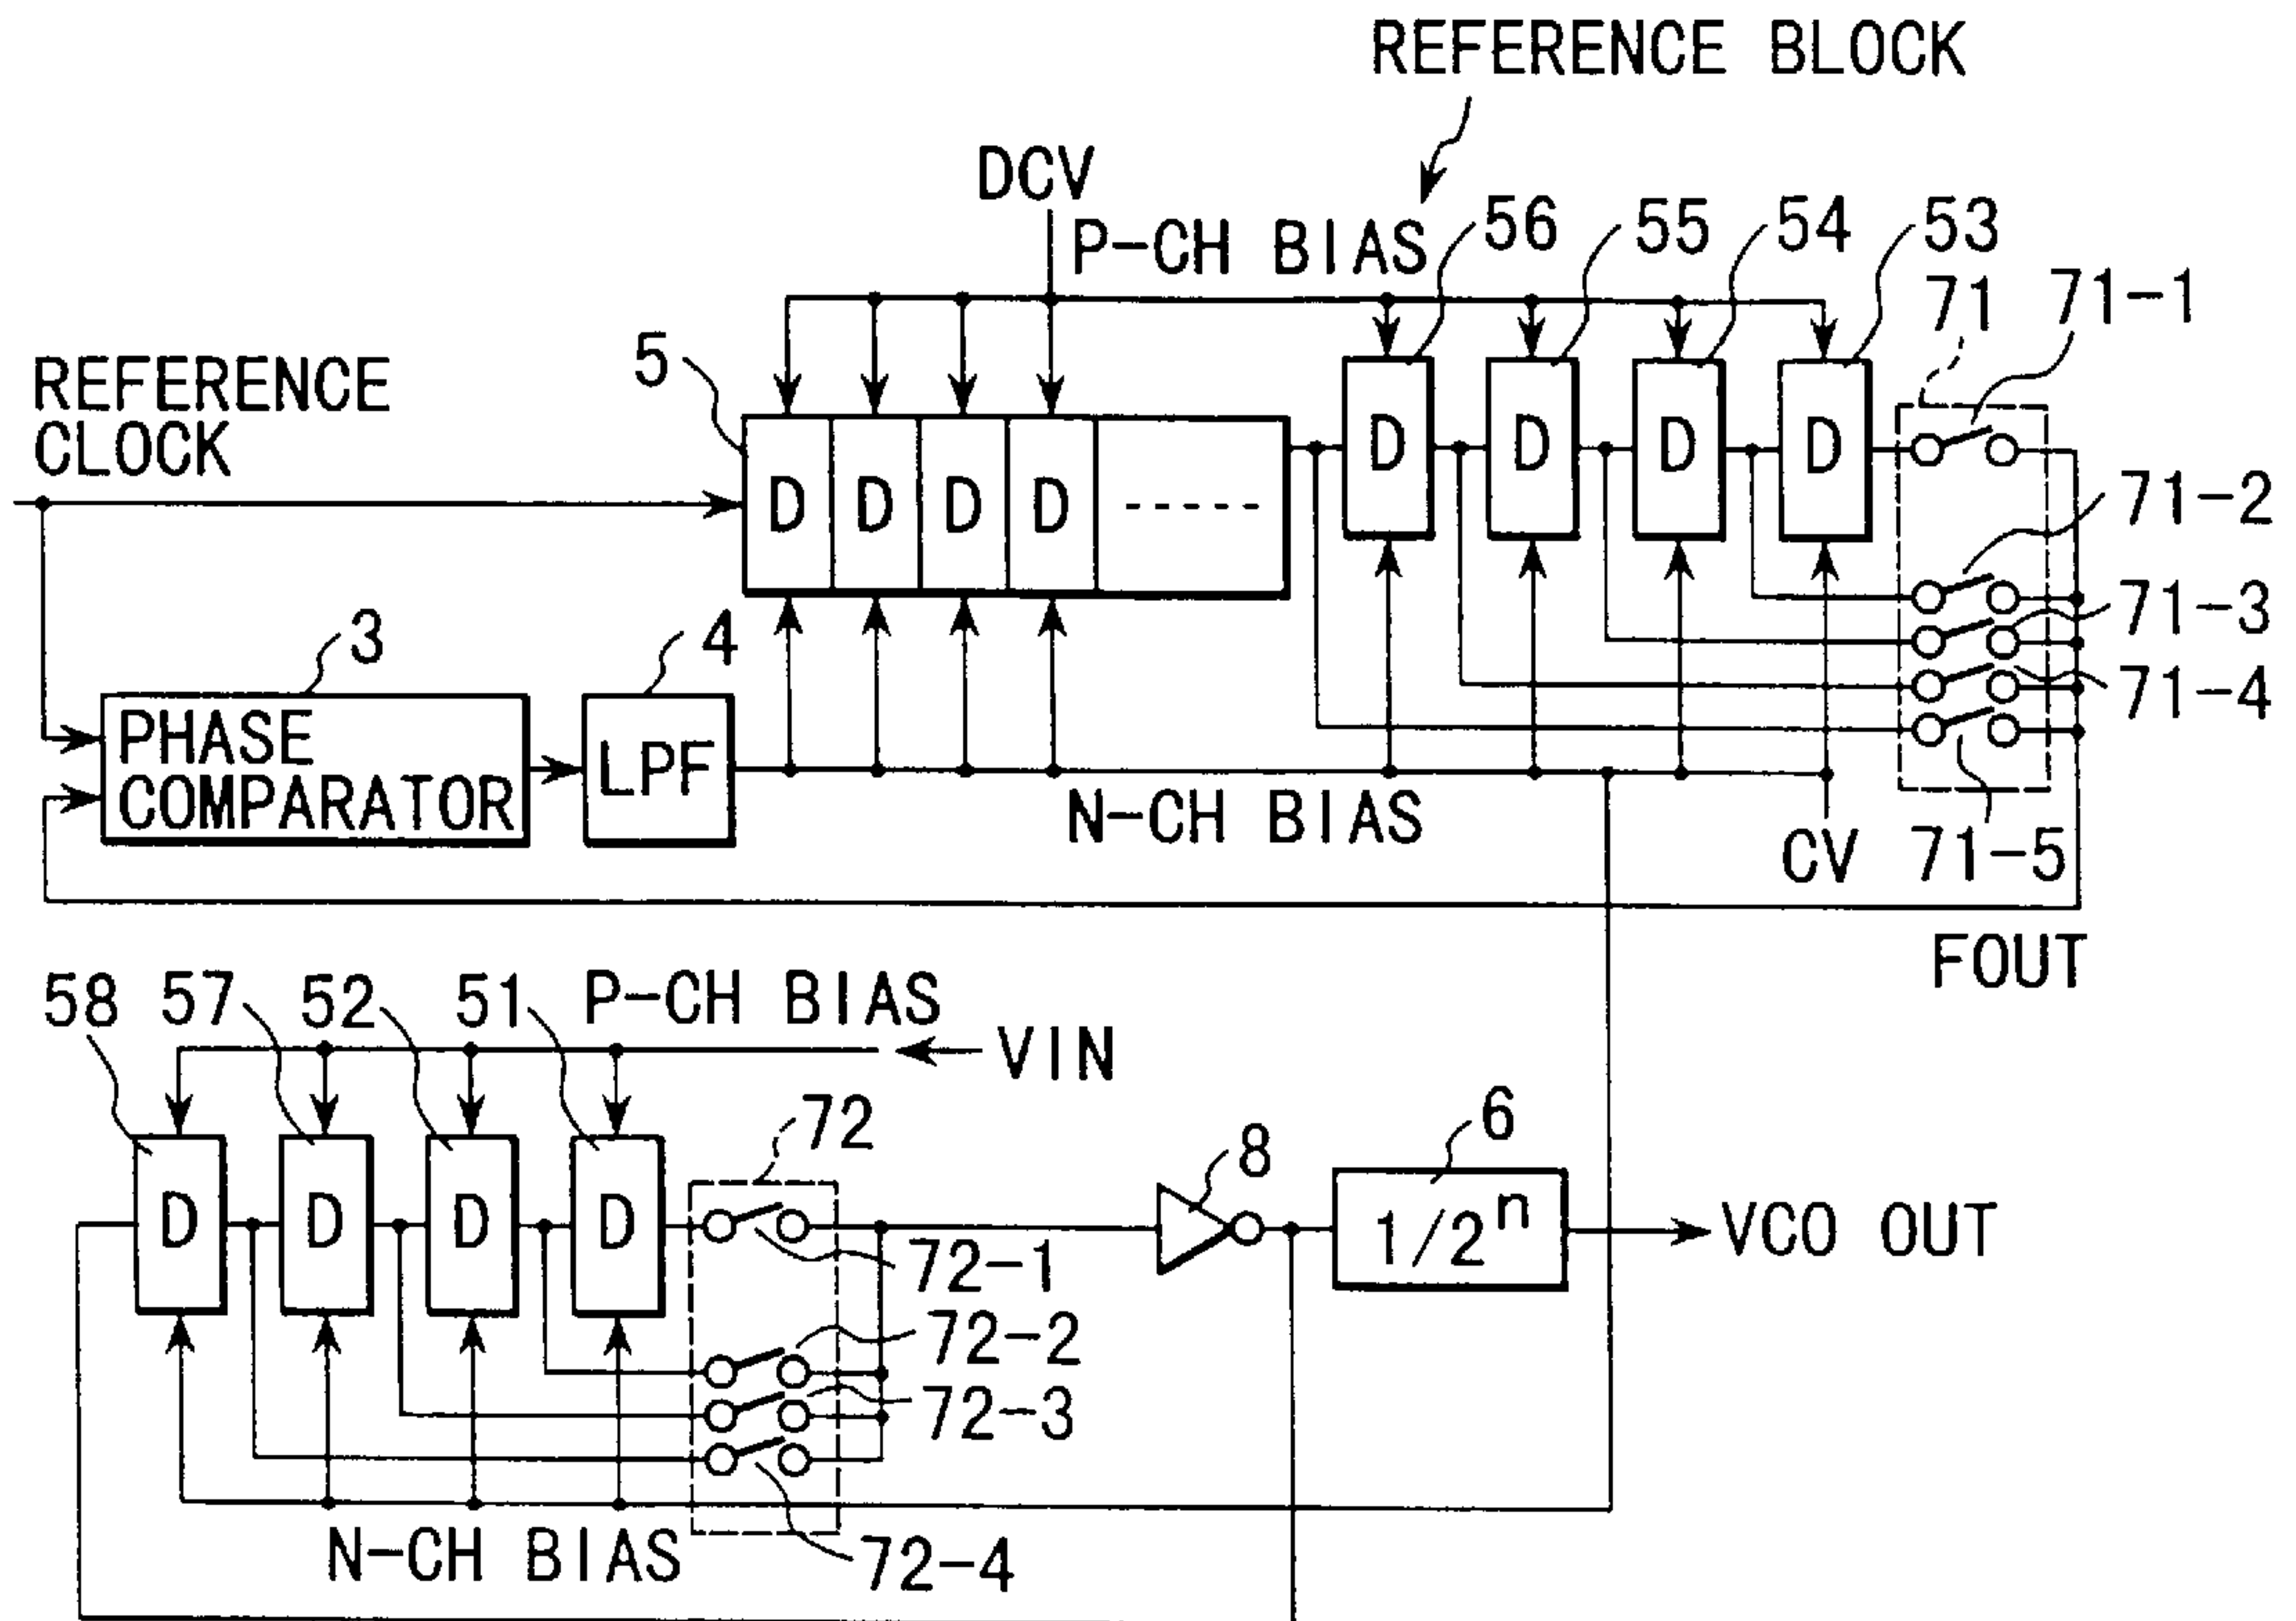 REFERENCE BLOCK
DCV
P-CH BIAS
56
55
54
53
71
71-1
5
REFERENCE
CLOCK
D
D
D
D
-----
D
D
D
D
71-2
71-3
71-4
71-5
3
4
PHASE
COMPARATOR
LPF
N-CH BIAS
CV
FOUT
58
57
52
51
P-CH BIAS
VIN
72
8
6
D
D
D
D
1/2ⁿ
VCO OUT
72-1
72-2
72-3
72-4
N-CH BIAS